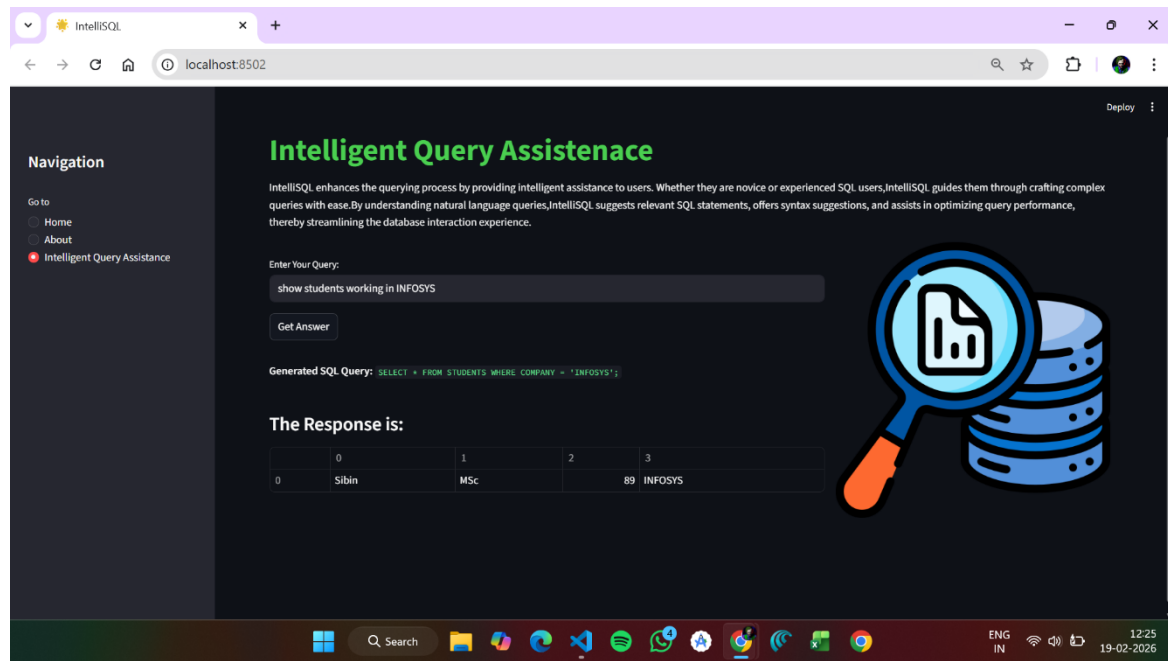 IntelliSQL
localhost:8502
Deploy
Navigation
Go to
Home
About
Intelligent Query Assistance
Intelligent Query Assistenace
IntelliSQL enhances the querying process by providing intelligent assistance to users. Whether they are novice or experienced SQL users,IntelliSQL guides them through crafting complex
queries with ease.By understanding natural language queries,IntelliSQL suggests relevant SQL statements, offers syntax suggestions, and assists in optimizing query performance,
thereby streamlining the database interaction experience.
Enter Your Query:
show students working in INFOSYS
Get Answer
Generated SQL Query: SELECT * FROM STUDENTS WHERE COMPANY = 'INFOSYS';
The Response is:
0 1 2 3
0 Sibin MSc 89 INFOSYS
Search
4
ENG
IN
12:25
19-02-2026